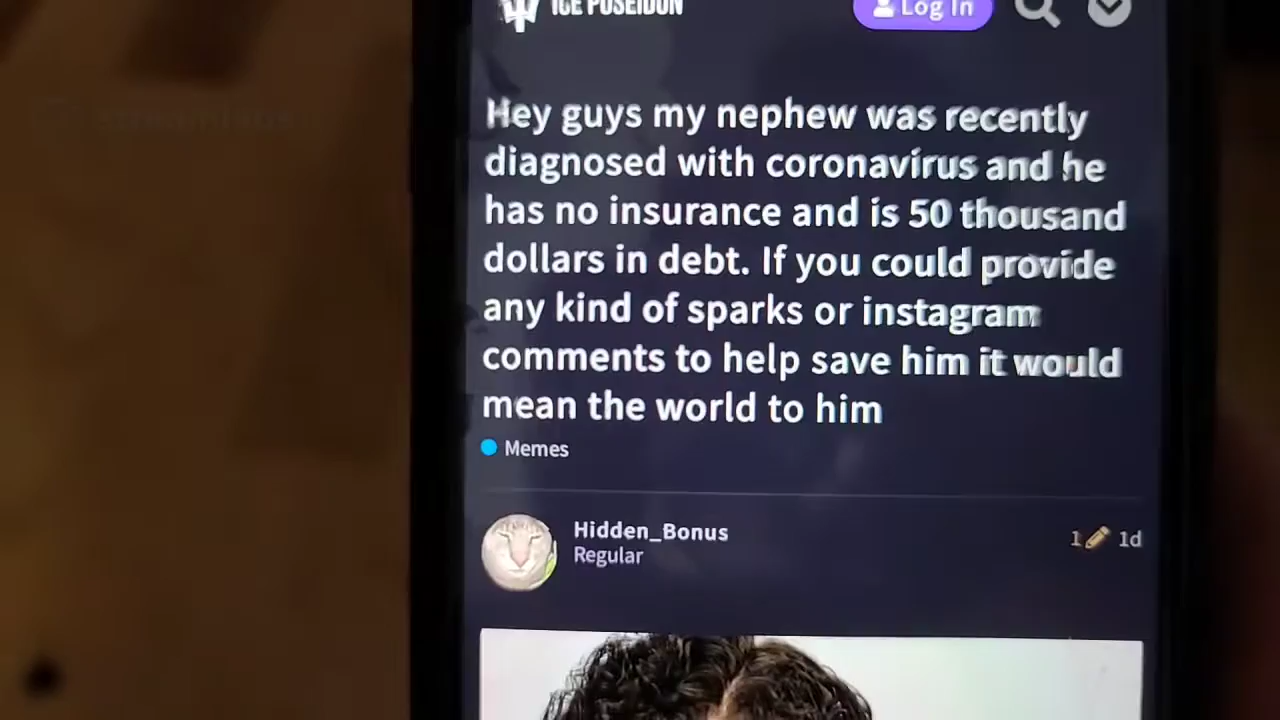 ICE POSEIDON
Log In
Hey guys my nephew was recently
diagnosed with coronavirus and he
has no insurance and is 50 thousand
dollars in debt. If you could provide
any kind of sparks or instagram
comments to help save him it would
mean the world to him
Memes
Hidden_Bonus
1 1d
Regular